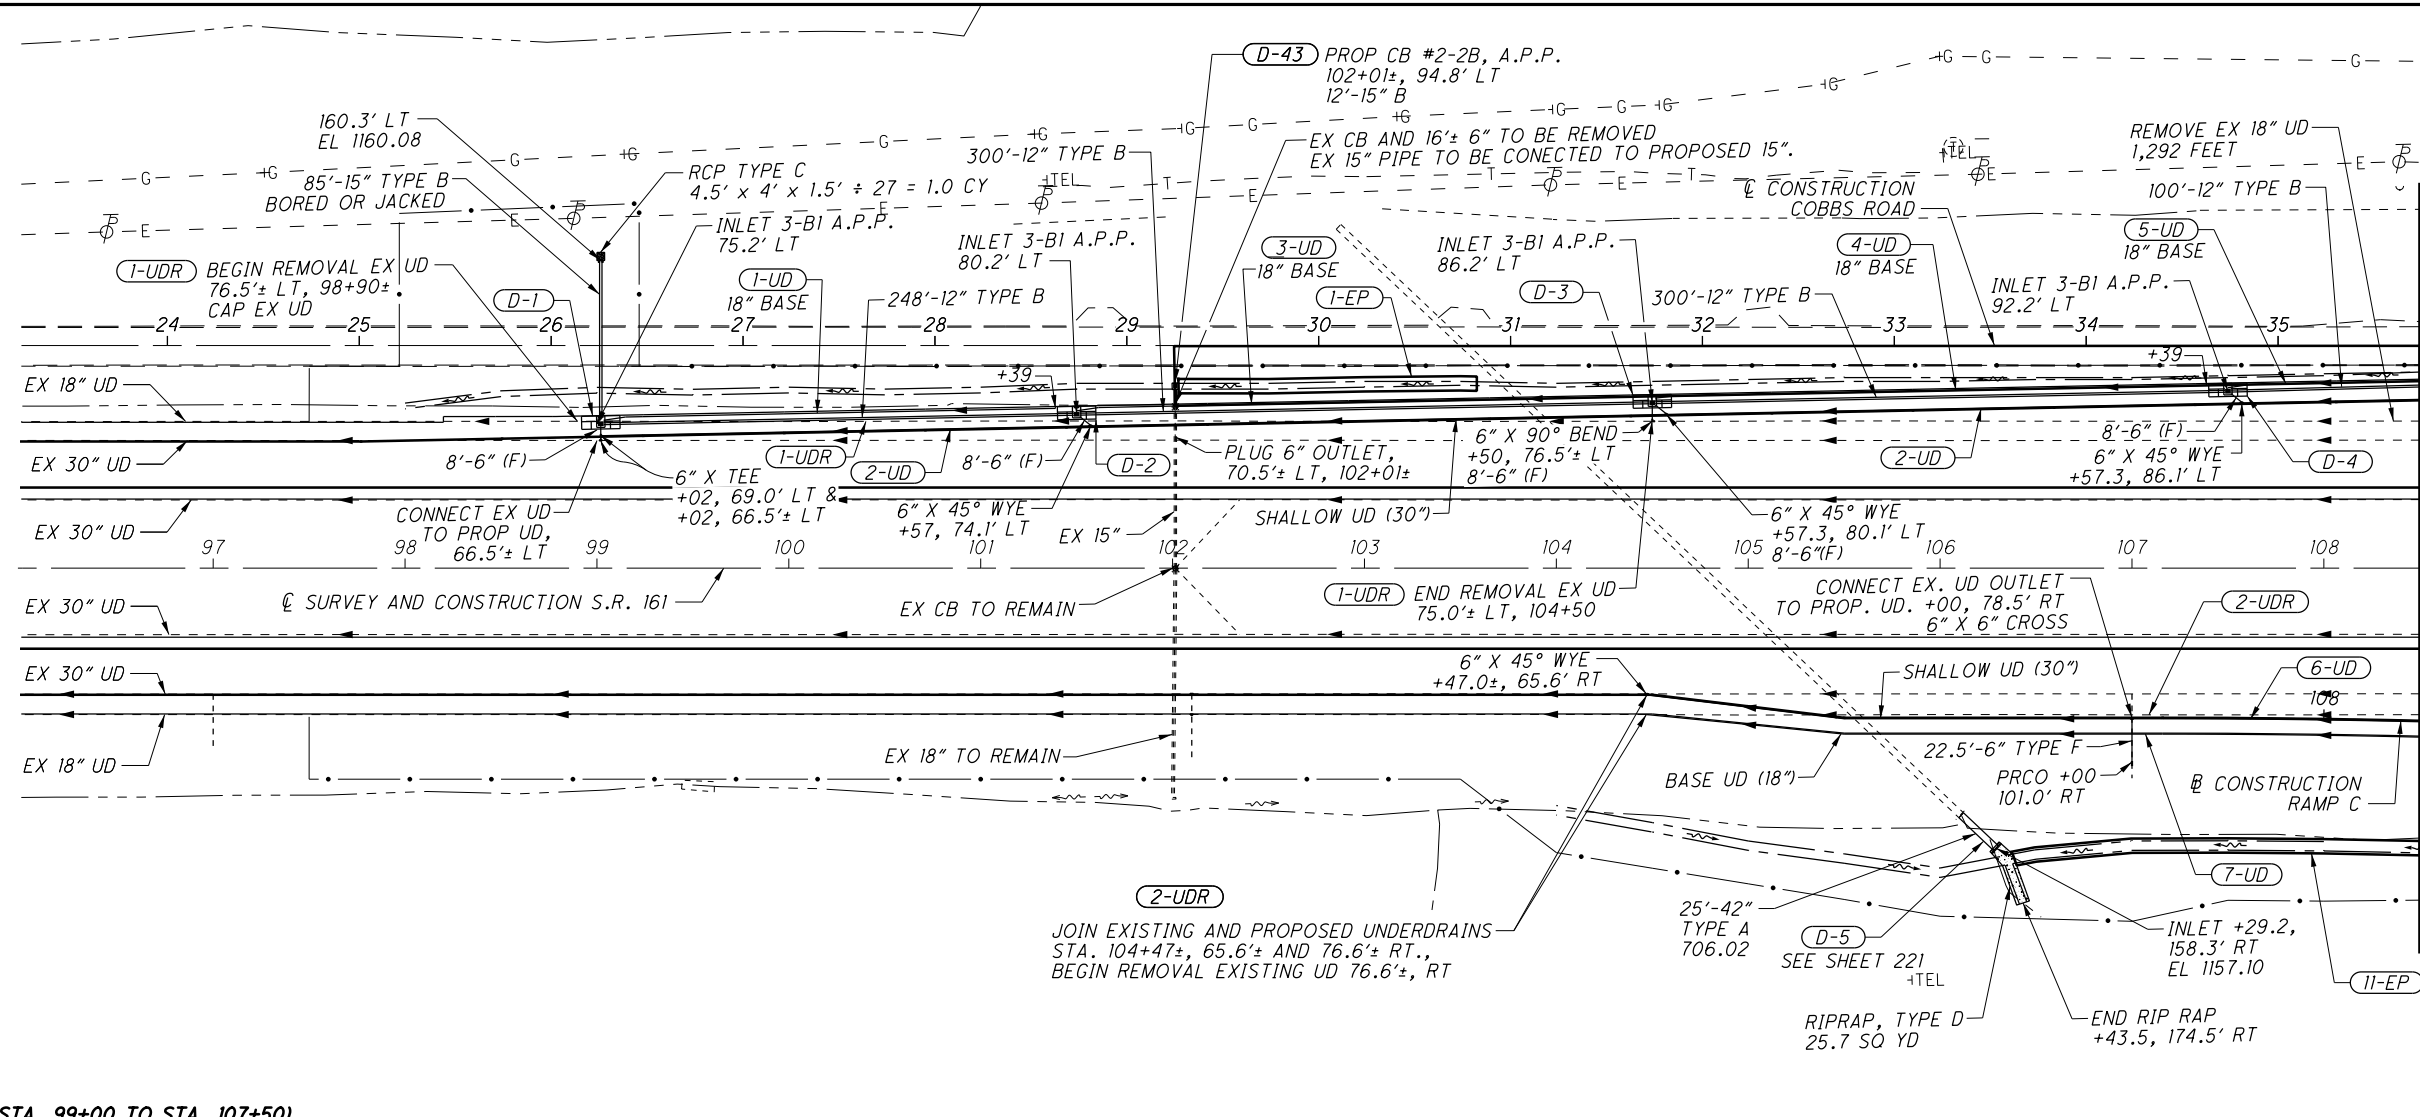 D-43 PROP CB #2-2B, A.P.P.
102+01±, 94.8' LT
12'-15" B
160.3' LT
EL 1160.08
85'-15" TYPE B
BORED OR JACKED
RCP TYPE C
4.5' x 4' x 1.5' ÷ 27 = 1.0 CY
INLET 3-B1 A.P.P.
75.2' LT
300'-12" TYPE B
EX CB AND 16'± 6" TO BE REMOVED
EX 15" PIPE TO BE CONECTED TO PROPOSED 15".
REMOVE EX 18" UD
1,292 FEET
TEL
TEL
℄ CONSTRUCTION
COBBS ROAD
100'-12" TYPE B
1-UDR BEGIN REMOVAL EX UD
76.5'± LT, 98+90±
CAP EX UD
D-1
1-UD
18" BASE
INLET 3-B1 A.P.P.
80.2' LT
248'-12" TYPE B
3-UD
18" BASE
1-EP
INLET 3-B1 A.P.P.
86.2' LT
D-3
4-UD
18" BASE
300'-12" TYPE B
5-UD
18" BASE
INLET 3-B1 A.P.P.
92.2' LT
24 25 26 27 28 29 30 31 32 33 34 35
+39
+39
EX 18" UD
EX 30" UD
8'-6" (F)
1-UDR
2-UD
8'-6" (F)
D-2
PLUG 6" OUTLET,
70.5'± LT, 102+01±
6" X 90° BEND
+50, 76.5'± LT
8'-6" (F)
2-UD
8'-6" (F)
6" X 45° WYE
+57.3, 86.1' LT
D-4
6" X TEE
+02, 69.0' LT &
+02, 66.5'± LT
CONNECT EX UD
TO PROP UD,
66.5'± LT
6" X 45° WYE
+57, 74.1' LT
EX 15"
SHALLOW UD (30")
6" X 45° WYE
+57.3, 80.1' LT
8'-6"(F)
EX 30" UD
97 98 99 100 101 102 103 104 105 106 107 108
℄ SURVEY AND CONSTRUCTION S.R. 161
EX CB TO REMAIN
1-UDR END REMOVAL EX UD
75.0'± LT, 104+50
CONNECT EX. UD OUTLET
TO PROP. UD. +00, 78.5' RT
6" X 6" CROSS
2-UDR
EX 30" UD
EX 30" UD
6" X 45° WYE
+47.0±, 65.6' RT
SHALLOW UD (30")
6-UD
108
EX 18" UD
EX 18" TO REMAIN
BASE UD (18")
22.5'-6" TYPE F
PRCO +00
101.0' RT
BL CONSTRUCTION
RAMP C
2-UDR
JOIN EXISTING AND PROPOSED UNDERDRAINS
STA. 104+47±, 65.6'± AND 76.6'± RT.,
BEGIN REMOVAL EXISTING UD 76.6'±, RT
25'-42"
TYPE A
706.02
D-5
SEE SHEET 221
TEL
7-UD
INLET +29.2,
158.3' RT
EL 1157.10
11-EP
RIPRAP, TYPE D
25.7 SQ YD
END RIP RAP
+43.5, 174.5' RT
STA. 99+00 TO STA. 107+50)